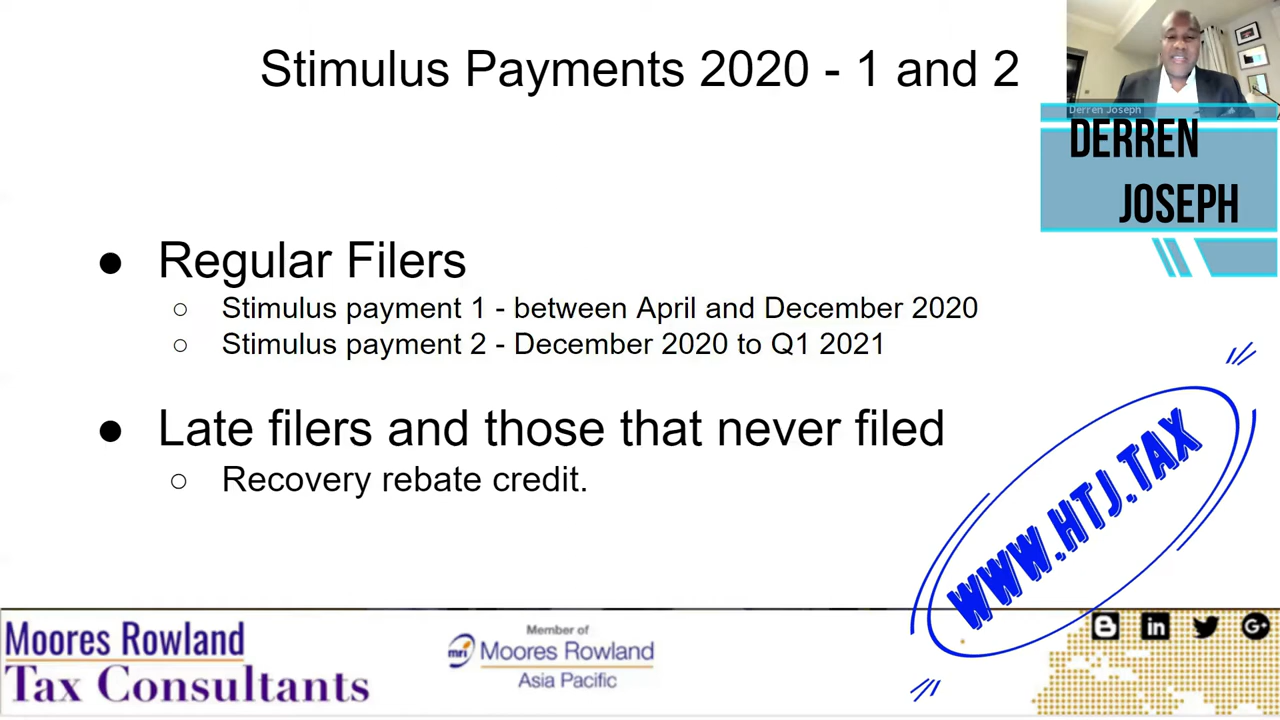 Stimulus Payments 2020 - 1 and 2
Derren Joseph
DERREN
JOSEPH
● Regular Filers
○ Stimulus payment 1 - between April and December 2020
○ Stimulus payment 2 - December 2020 to Q1 2021
● Late filers and those that never filed
○ Recovery rebate credit.
WWW.HTJ.TAX
Moores Rowland
Tax Consultants
Member of
mri Moores Rowland
Asia Pacific